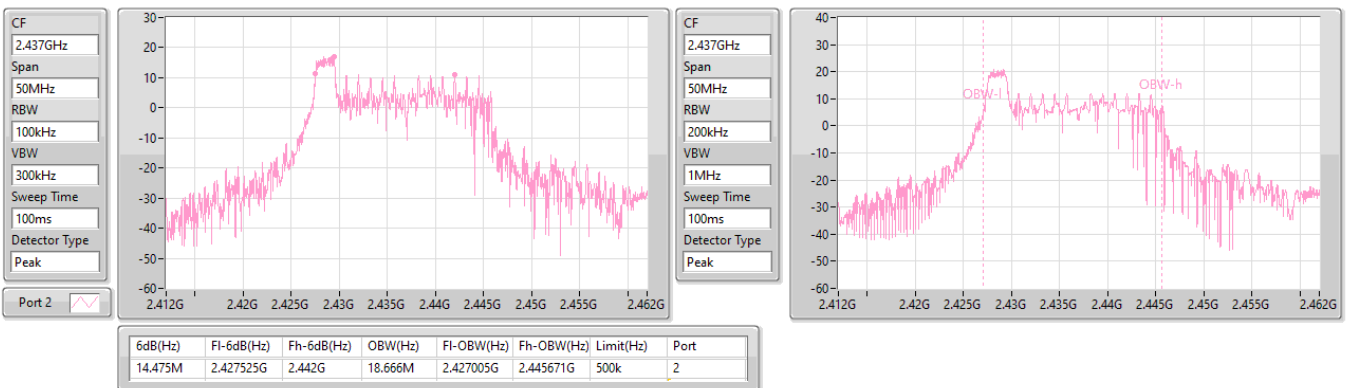 CF
2.437GHz
Span
50MHz
RBW
100kHz
VBW
300kHz
Sweep Time
100ms
Detector Type
Peak
Port 2
30
20
10
0
-10
-20
-30
-40
-50
-60
2.412G 2.42G 2.425G 2.43G 2.435G 2.44G 2.445G 2.45G 2.455G 2.462G
CF
2.437GHz
Span
50MHz
RBW
200kHz
VBW
1MHz
Sweep Time
100ms
Detector Type
Peak
40
30
20
10
0
-10
-20
-30
-40
-50
-60
OBW-l
OBW-h
2.412G 2.42G 2.425G 2.43G 2.435G 2.44G 2.445G 2.45G 2.455G 2.462G
6dB(Hz) Fl-6dB(Hz) Fh-6dB(Hz) OBW(Hz) Fl-OBW(Hz) Fh-OBW(Hz) Limit(Hz) Port
14.475M 2.427525G 2.442G 18.666M 2.427005G 2.445671G 500k 2